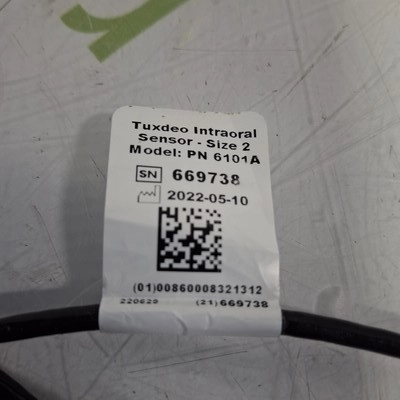 Tuxdeo Intraoral
Sensor - Size 2
Model: PN 6101A
SN 669738
2022-05-10
(01)00860008321312
220629 (21)669738